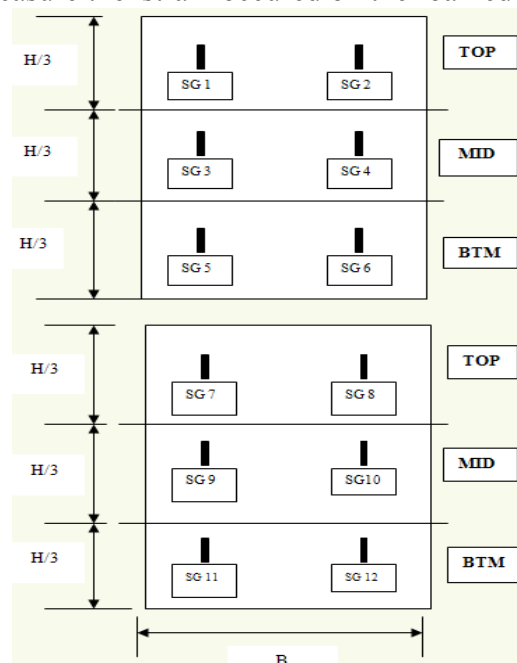 H/3
TOP
SG 1 SG 2
H/3
MID
SG 3 SG 4
H/3
BTM
SG 5 SG 6
H/3
TOP
SG 7 SG 8
H/3
MID
SG 9 SG10
H/3
BTM
SG 11 SG 12
B